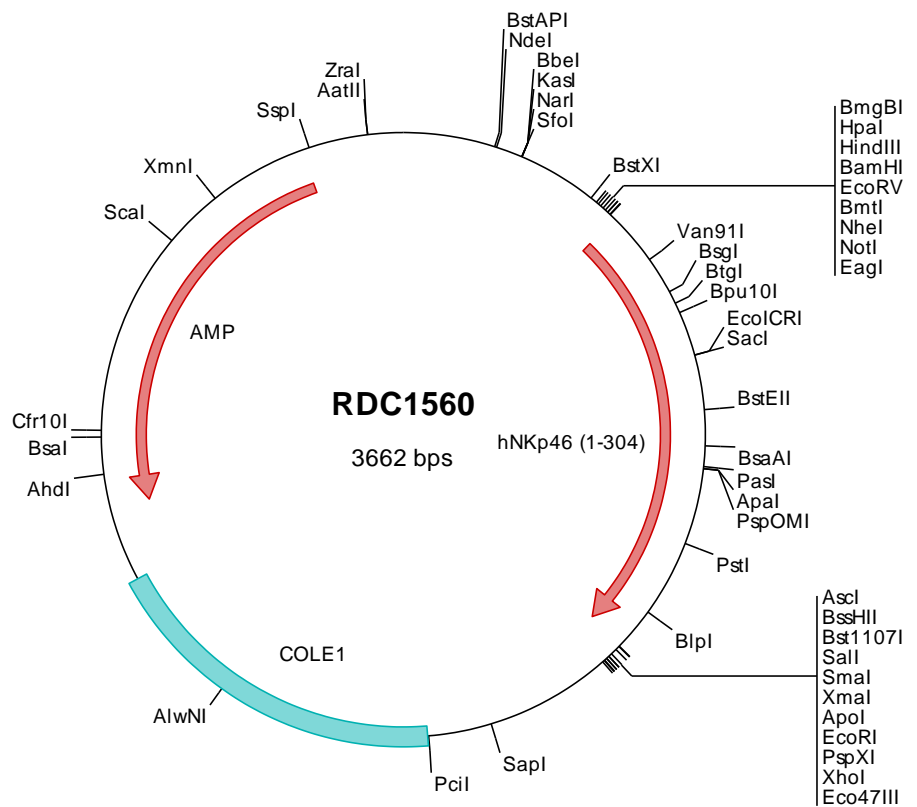 BstAPI
NdeI
BbeI
KasI
NarI
SfoI
ZraI
AatII
SspI
XmnI
ScaI
BstXI
BmgBI
HpaI
HindIII
BamHI
EcoRV
BmtI
NheI
NotI
EagI
Van91I
BsgI
BtgI
Bpu10I
EcoICRI
SacI
AMP
RDC1560
3662 bps
hNKp46 (1-304)
BstEII
BsaAI
PasI
ApaI
PspOMI
Cfr10I
BsaI
AhdI
PstI
BlpI
AscI
BssHII
Bst1107I
SalI
SmaI
XmaI
ApoI
EcoRI
PspXI
XhoI
Eco47III
COLE1
AlwNI
SapI
PciI